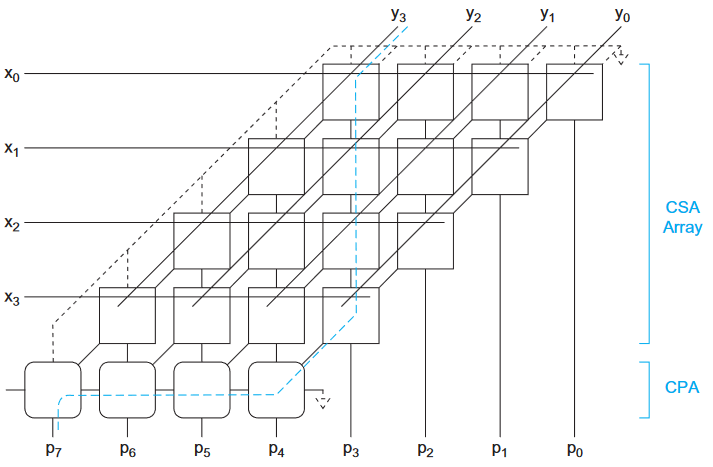 y3 y2 y1 y0
x0
x1
x2
x3
CSA
Array
CPA
p7 p6 p5 p4 p3 p2 p1 p0